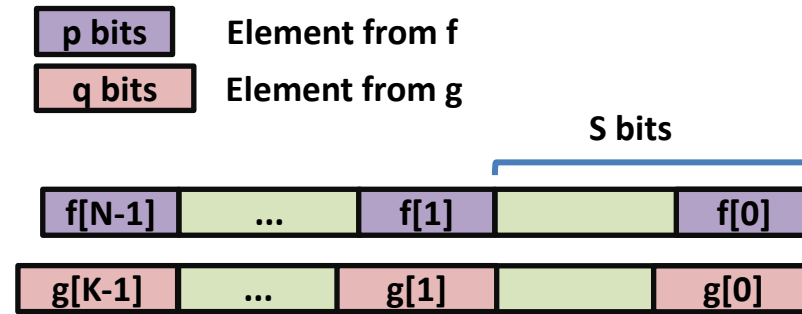 p bits Element from f
q bits Element from g
S bits
f[N-1] ... f[1] f[0]
g[K-1] ... g[1] g[0]